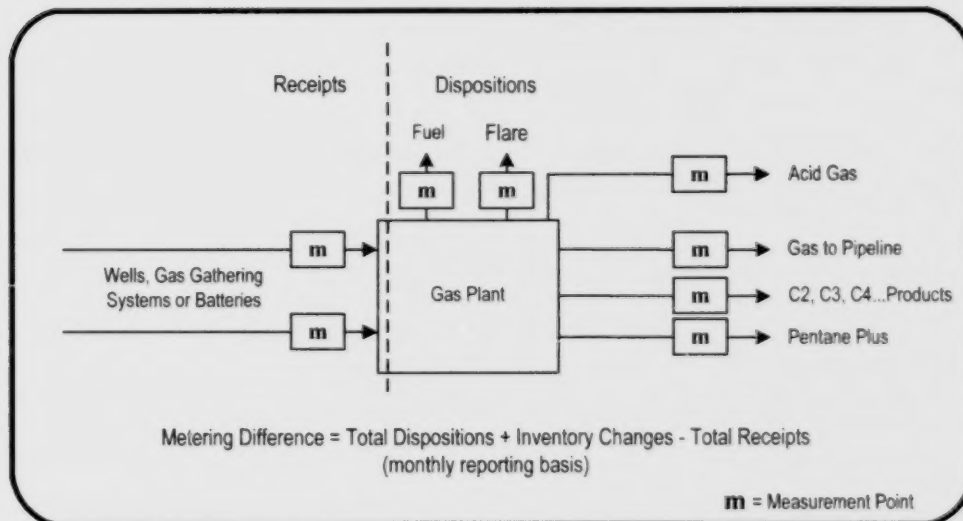 Receipts
Dispositions
Fuel
Flare
m
m
m
Acid Gas
m
m
Gas to Pipeline
Wells, Gas Gathering
Systems or Batteries
Gas Plant
m
C2, C3, C4...Products
m
m
Pentane Plus
Metering Difference = Total Dispositions + Inventory Changes - Total Receipts
(monthly reporting basis)
m = Measurement Point